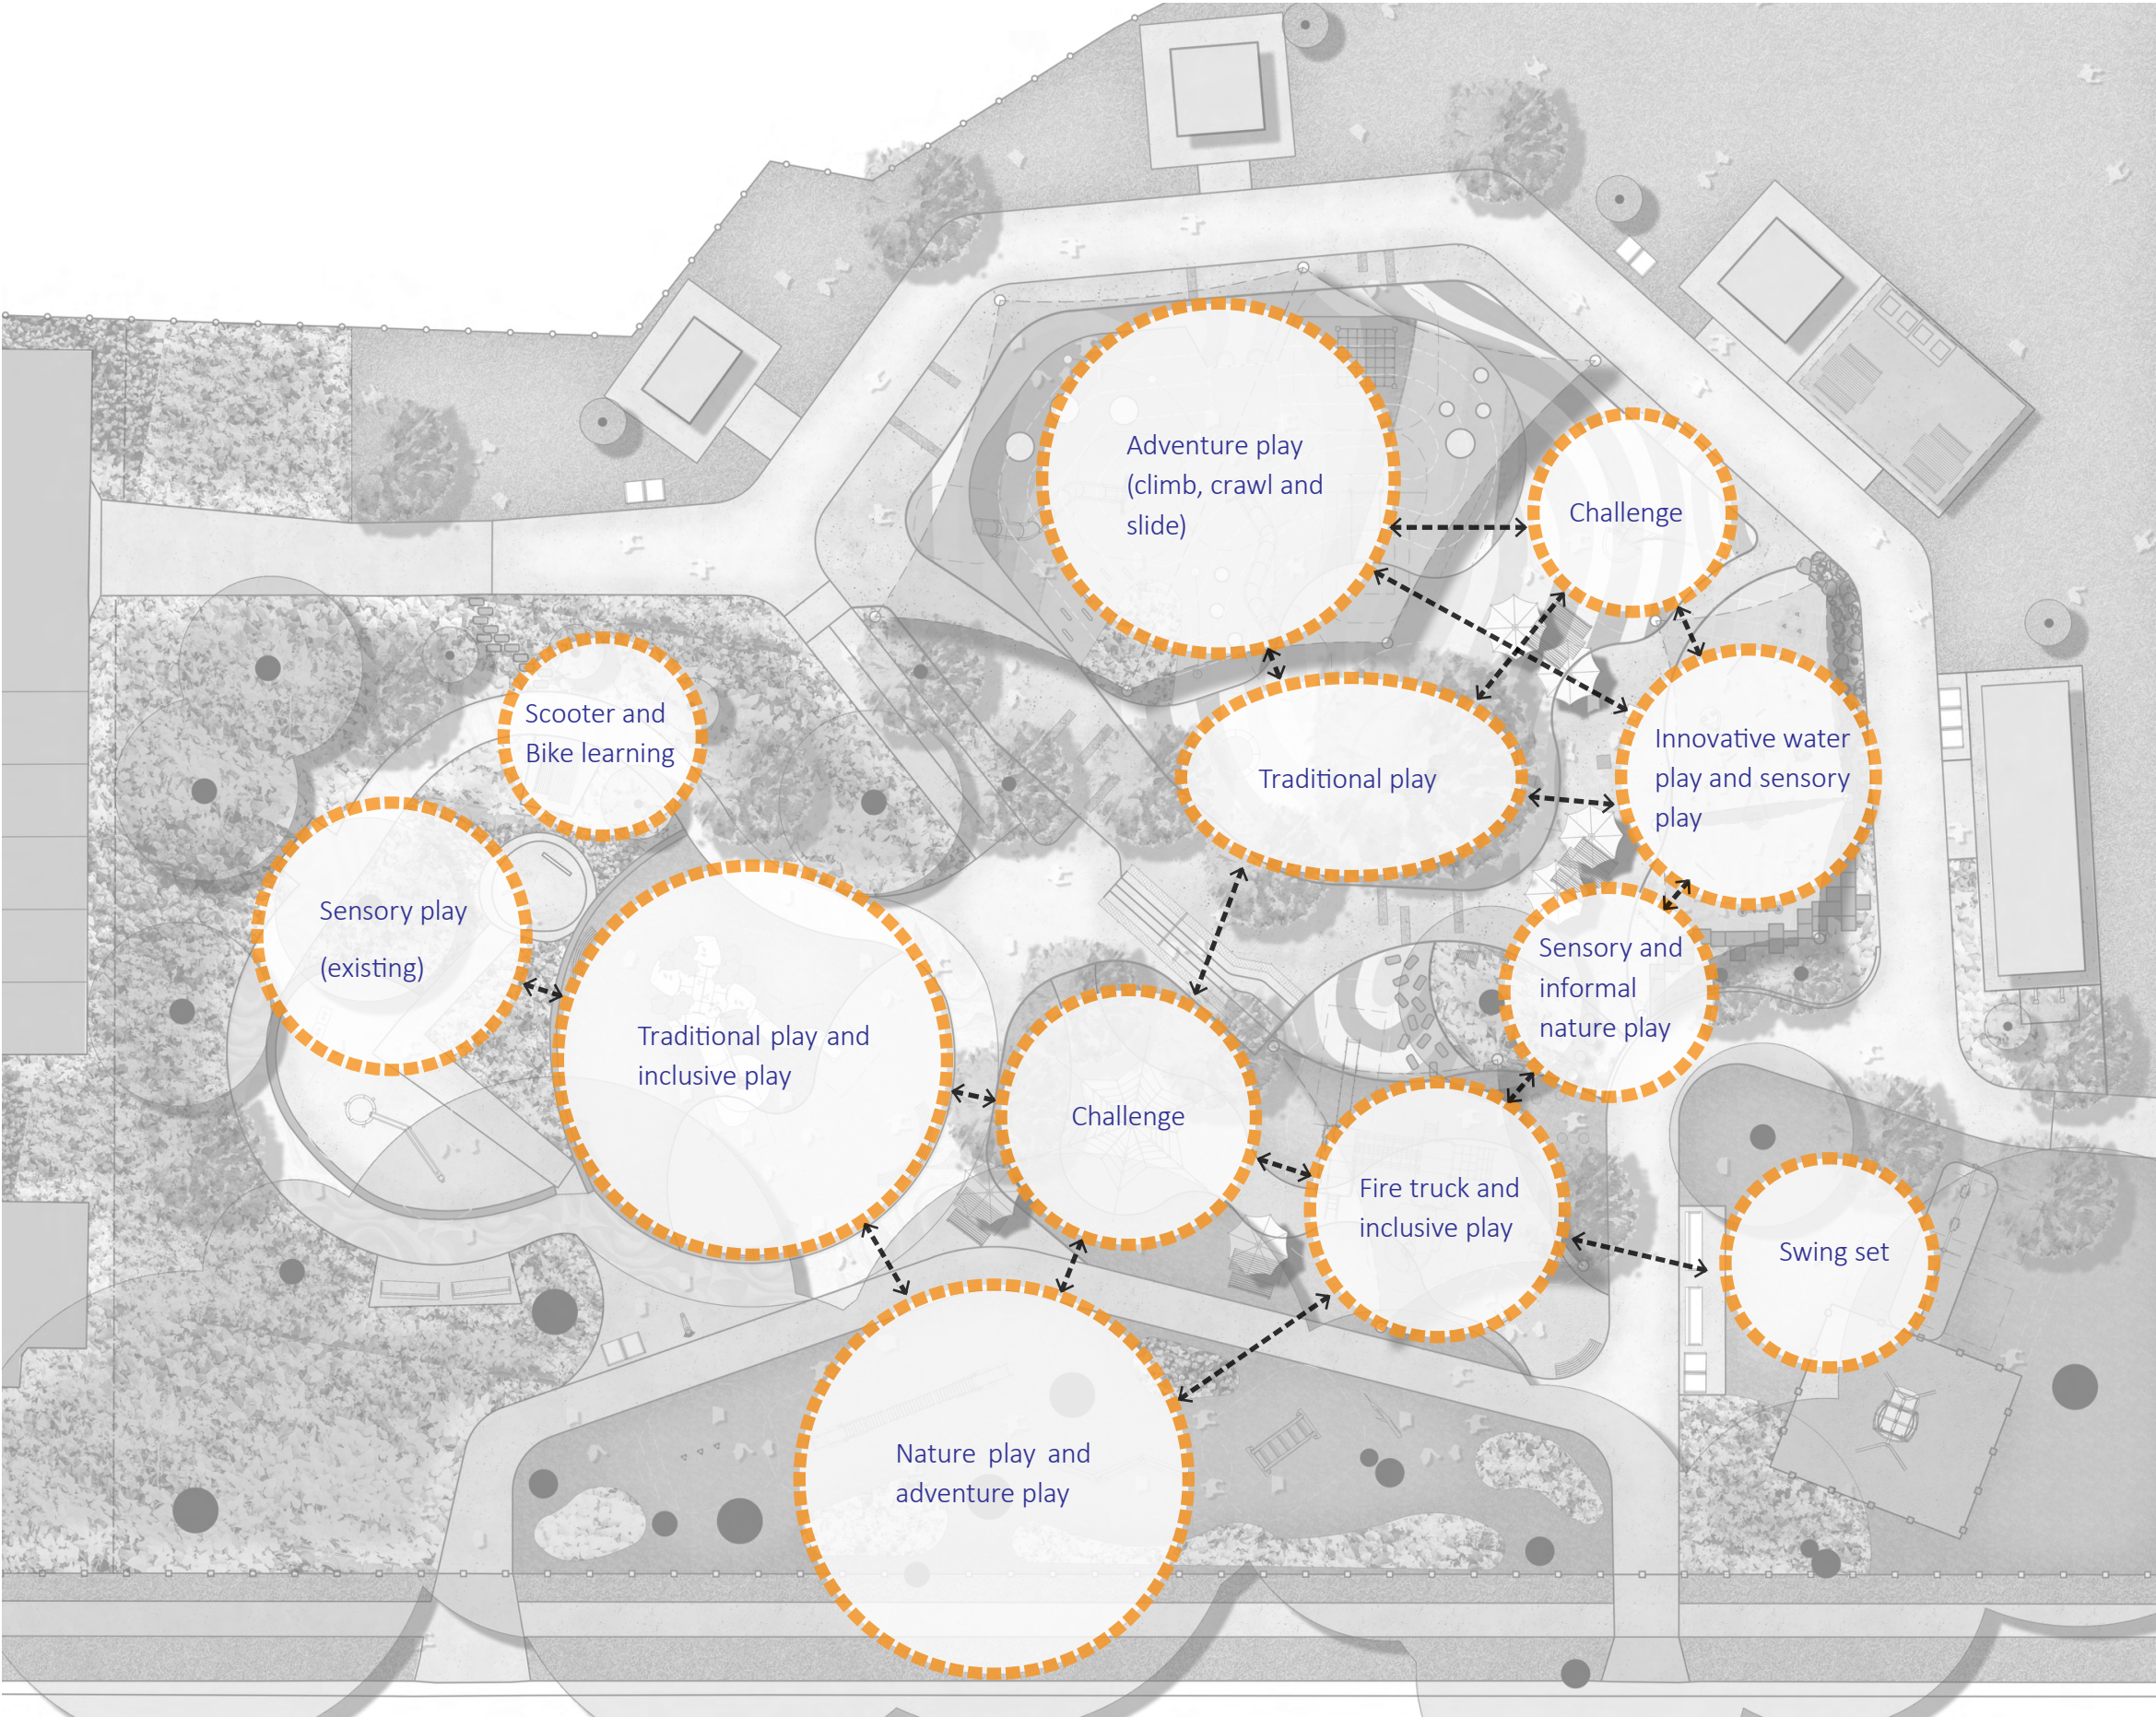 Adventure play
(climb, crawl and
slide)
Challenge
Scooter and
Bike learning
Traditional play
Innovative water
play and sensory
play
Sensory play
(existing)
Sensory and
informal
nature play
Traditional play and
inclusive play
Challenge
Fire truck and
inclusive play
Swing set
Nature play and
adventure play